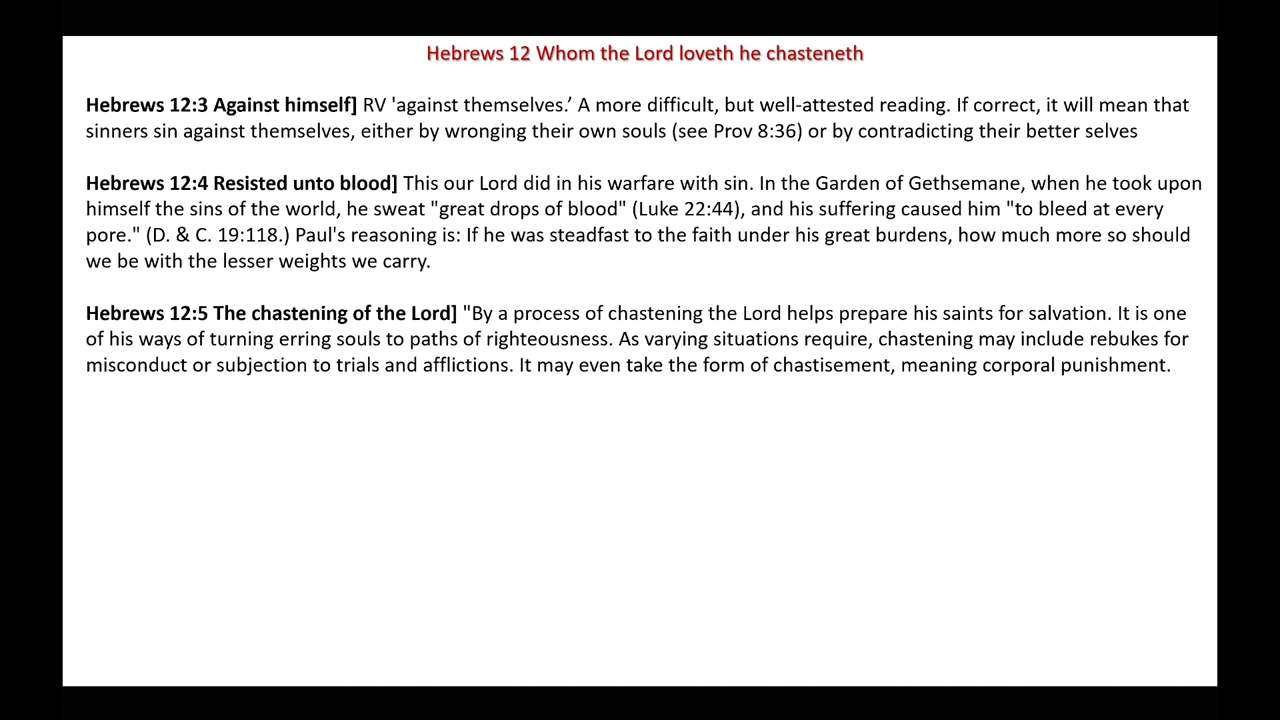 Hebrews 12 Whom the Lord loveth he chasteneth
Hebrews 12:3 Against himself] RV 'against themselves.’ A more difficult, but well-attested reading. If correct, it will mean that
sinners sin against themselves, either by wronging their own souls (see Prov 8:36) or by contradicting their better selves
Hebrews 12:4 Resisted unto blood] This our Lord did in his warfare with sin. In the Garden of Gethsemane, when he took upon
himself the sins of the world, he sweat "great drops of blood" (Luke 22:44), and his suffering caused him "to bleed at every
pore." (D. & C. 19:118.) Paul's reasoning is: If he was steadfast to the faith under his great burdens, how much more so should
we be with the lesser weights we carry.
Hebrews 12:5 The chastening of the Lord] "By a process of chastening the Lord helps prepare his saints for salvation. It is one
of his ways of turning erring souls to paths of righteousness. As varying situations require, chastening may include rebukes for
misconduct or subjection to trials and afflictions. It may even take the form of chastisement, meaning corporal punishment.